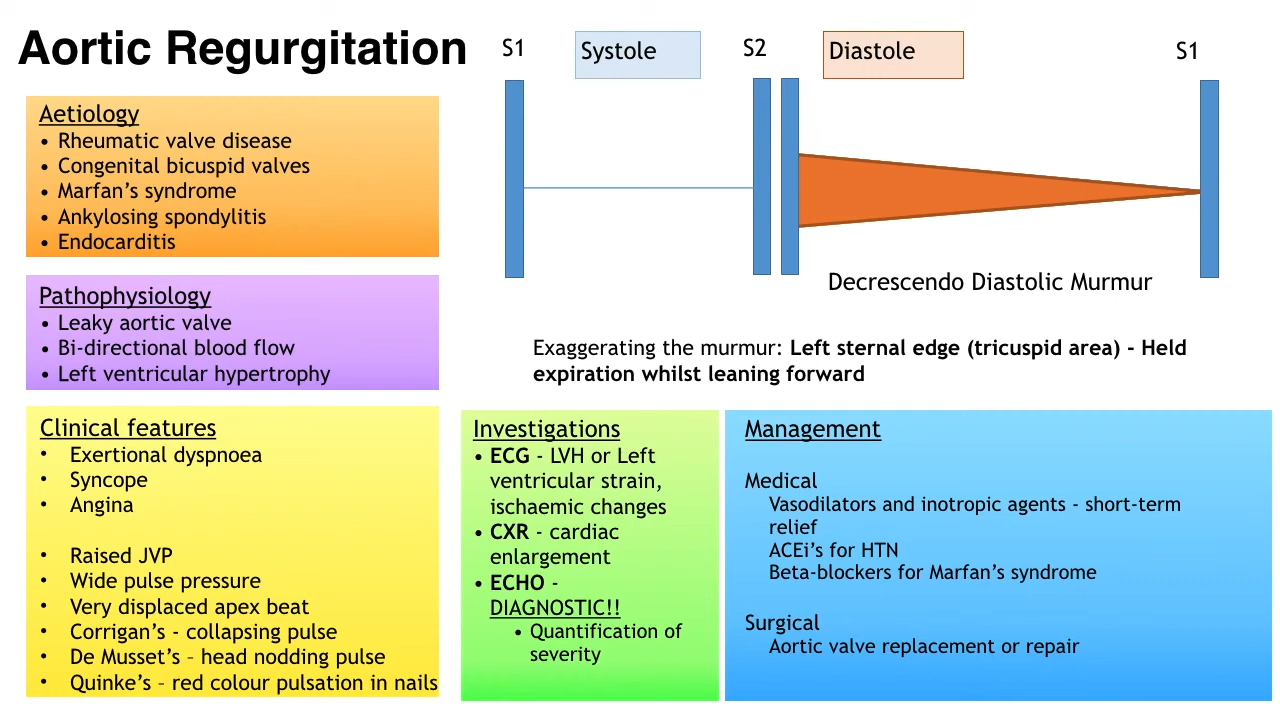 Aortic Regurgitation
S1
Systole
S2
Diastole
S1
Aetiology
• Rheumatic valve disease
• Congenital bicuspid valves
• Marfan’s syndrome
• Ankylosing spondylitis
• Endocarditis
Decrescendo Diastolic Murmur
Pathophysiology
• Leaky aortic valve
• Bi-directional blood flow
• Left ventricular hypertrophy
Exaggerating the murmur: Left sternal edge (tricuspid area) - Held
expiration whilst leaning forward
Clinical features
• Exertional dyspnoea
• Syncope
• Angina
• Raised JVP
• Wide pulse pressure
• Very displaced apex beat
• Corrigan’s - collapsing pulse
• De Musset’s – head nodding pulse
• Quinke’s – red colour pulsation in nails
Investigations
• ECG - LVH or Left
ventricular strain,
ischaemic changes
• CXR - cardiac
enlargement
• ECHO -
DIAGNOSTIC!!
• Quantification of
severity
Management
Medical
Vasodilators and inotropic agents - short-term
relief
ACEi’s for HTN
Beta-blockers for Marfan’s syndrome
Surgical
Aortic valve replacement or repair